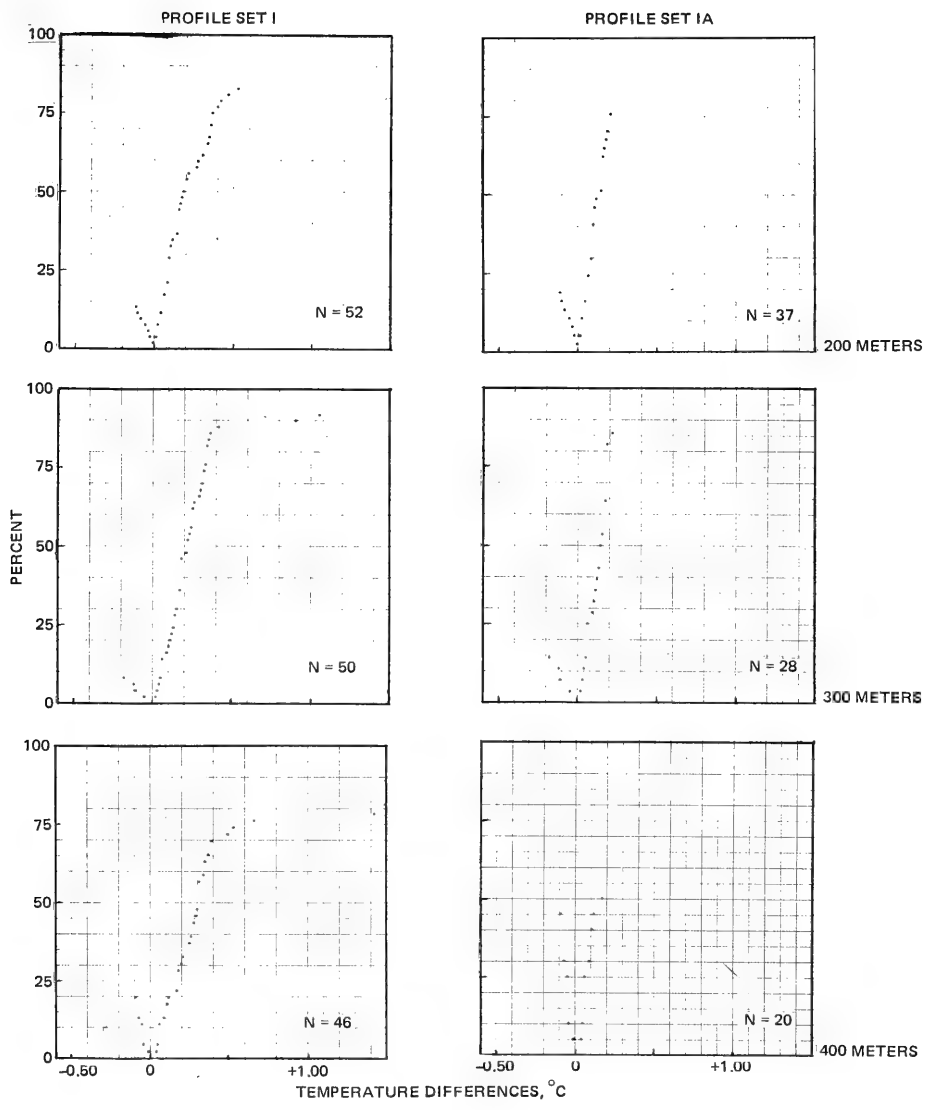 PROFILE SET I
PROFILE SET IA
100
75
50
25
0
N = 52
N = 37
200 METERS
100
75
50
25
0
PERCENT
N = 50
N = 28
300 METERS
100
75
50
25
0
N = 46
N = 20
400 METERS
-0.50 0 +1.00
-0.50 0 +1.00
TEMPERATURE DIFFERENCES, °C